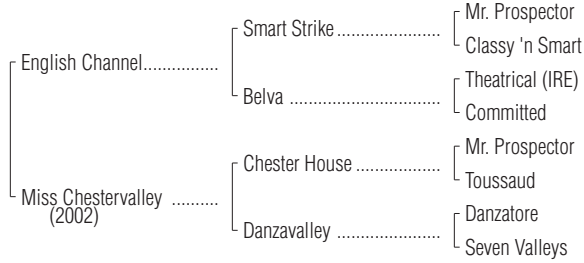 Mr. Prospector
Smart Strike ....................
Classy 'n Smart
English Channel................
Theatrical (IRE)
Belva ................................
Committed
Mr. Prospector
Chester House ..................
Toussaud
Miss Chestervalley ..........
(2002)
Danzatore
Danzavalley ......................
Seven Valleys